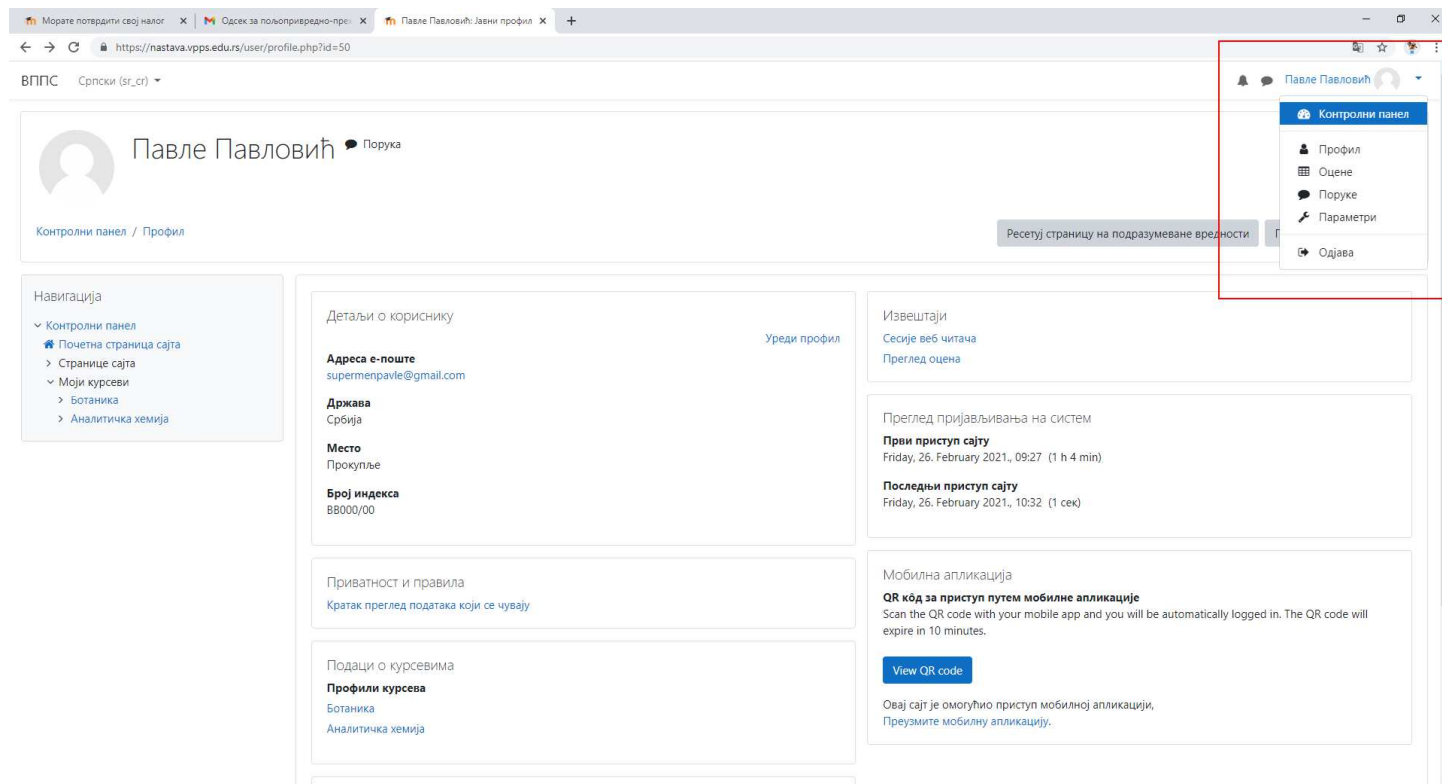 Морате потврдити свој налог
Одсек за пољопривредно-прех
Павле Павловић: Јавни профил
https://nastava.vpps.edu.rs/user/profile.php?id=50
ВППС Српски (sr_cr)
Павле Павловић
Контролни панел
Профил
Оцене
Поруке
Параметри
Одјава
Павле Павловић Порука
Контролни панел / Профил
Ресетуј страницу на подразумеване вредности
Навигација
Контролни панел
Почетна страница сајта
Странице сајта
Моји курсеви
Ботаника
Аналитичка хемија
Детаљи о кориснику
Уреди профил
Адреса е-поште
supermenpavle@gmail.com
Држава
Србија
Место
Прокупље
Број индекса
BB000/00
Приватност и правила
Кратак преглед података који се чувају
Подаци о курсевима
Профили курсева
Ботаника
Аналитичка хемија
Извештаји
Сесије веб читача
Преглед оцена
Преглед пријављивања на систем
Први приступ сајту
Friday, 26. February 2021., 09:27 (1 h 4 min)
Последњи приступ сајту
Friday, 26. February 2021., 10:32 (1 сек)
Мобилна апликација
QR кôд за приступ путем мобилне апликације
Scan the QR code with your mobile app and you will be automatically logged in. The QR code will
expire in 10 minutes.
View QR code
Овај сајт је омогућио приступ мобилној апликацији,
Преузмите мобилну апликацију.